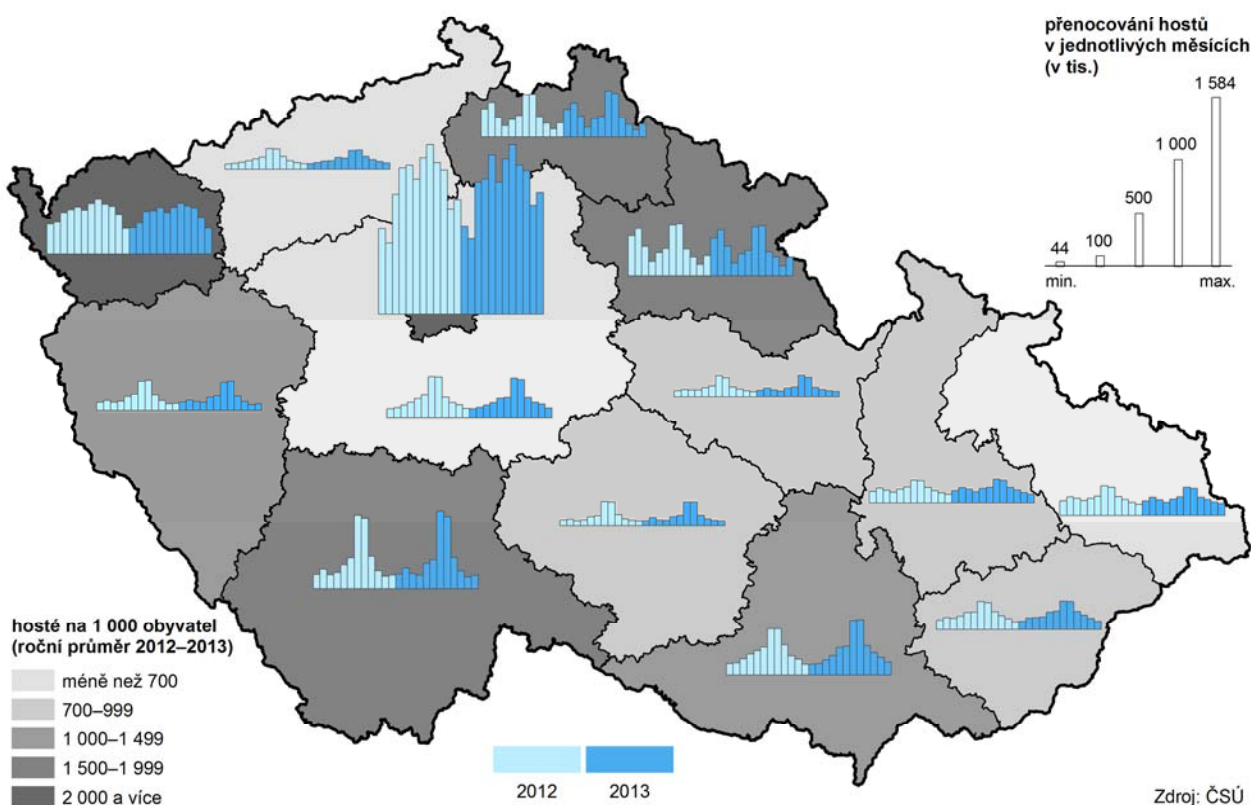 přenocování hostů
v jednotlivých měsících
(v tis.)
1 584
1 000
500
100
44
min.
max.
hosté na 1 000 obyvatel
(roční průměr 2012–2013)
méně než 700
700–999
1 000–1 499
1 500–1 999
2 000 a více
2012
2013
Zdroj: ČSÚ